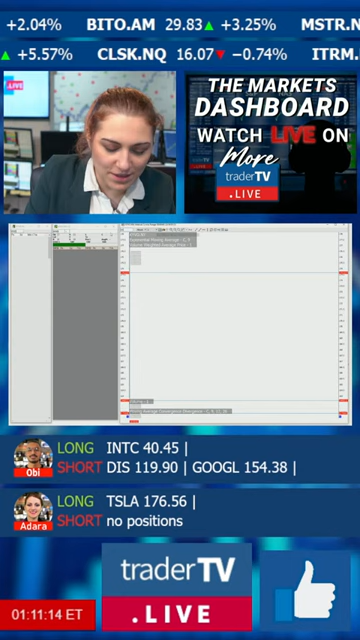 +2.04% BITO.AM 29.83 +3.25% MSTR.N
+5.57% CLSK.NQ 16.07 −0.74% ITRM.
.LIVE
THE MARKETS
DASHBOARD
WATCH LIVE ON
More
traderTV
.LIVE
LONG INTC 40.45 |
SHORT DIS 119.90 | GOOGL 154.38 |
Obi
LONG TSLA 176.56 |
SHORT no positions
Adara
traderTV
.LIVE
01:11:14 ET